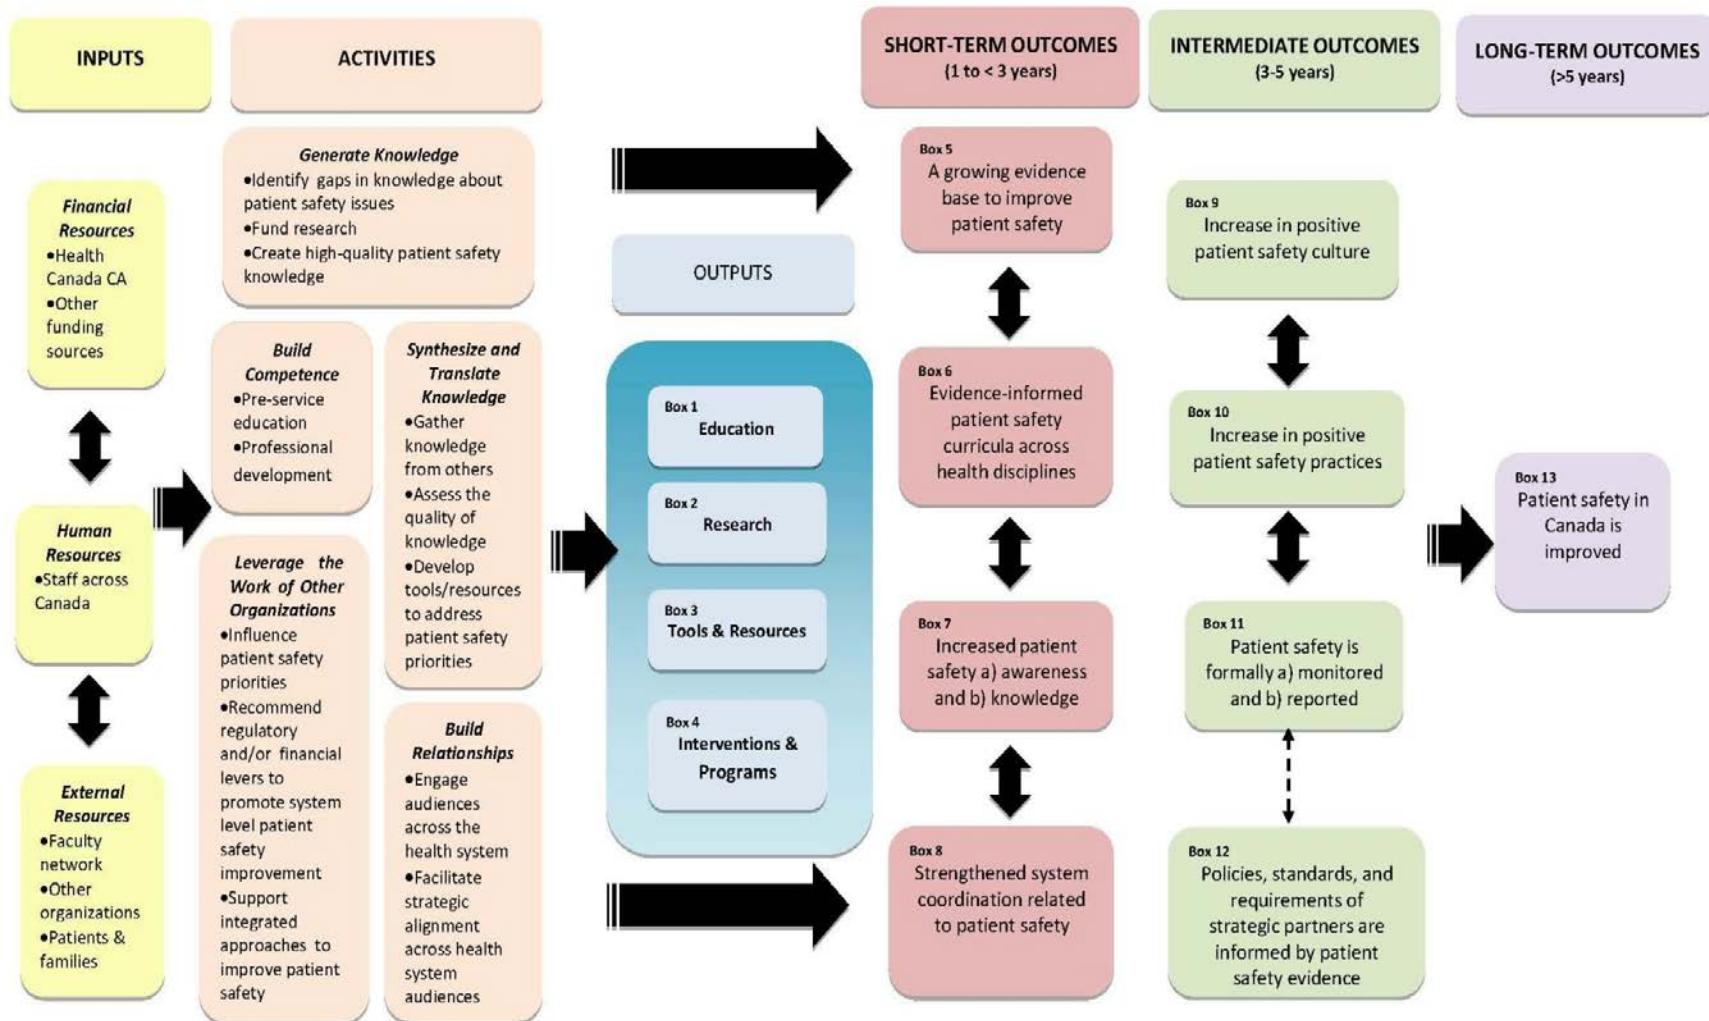 INPUTS
ACTIVITIES
SHORT-TERM OUTCOMES
(1 to < 3 years)
INTERMEDIATE OUTCOMES
(3-5 years)
LONG-TERM OUTCOMES
(>5 years)
Financial
Resources
•Health
Canada CA
•Other
funding
sources
Human
Resources
•Staff across
Canada
External
Resources
•Faculty
network
•Other
organizations
•Patients &
families
Generate Knowledge
•Identify gaps in knowledge about
patient safety issues
•Fund research
•Create high-quality patient safety
knowledge
Build
Competence
•Pre-service
education
•Professional
development
Synthesize and
Translate
Knowledge
•Gather
knowledge
from others
•Assess the
quality of
knowledge
•Develop
tools/resources
to address
patient safety
priorities
Leverage the
Work of Other
Organizations
•Influence
patient safety
priorities
•Recommend
regulatory
and/or financial
levers to
promote system
level patient
safety
improvement
•Support
integrated
approaches to
improve patient
safety
Build
Relationships
•Engage
audiences
across the
health system
•Facilitate
strategic
alignment
across health
system
audiences
OUTPUTS
Box 1
Education
Box 2
Research
Box 3
Tools & Resources
Box 4
Interventions &
Programs
Box 5
A growing evidence
base to improve
patient safety
Box 6
Evidence-informed
patient safety
curricula across
health disciplines
Box 7
Increased patient
safety a) awareness
and b) knowledge
Box 8
Strengthened system
coordination related
to patient safety
Box 9
Increase in positive
patient safety culture
Box 10
Increase in positive
patient safety practices
Box 11
Patient safety is
formally a) monitored
and b) reported
Box 12
Policies, standards, and
requirements of
strategic partners are
informed by patient
safety evidence
Box 13
Patient safety in
Canada is
improved